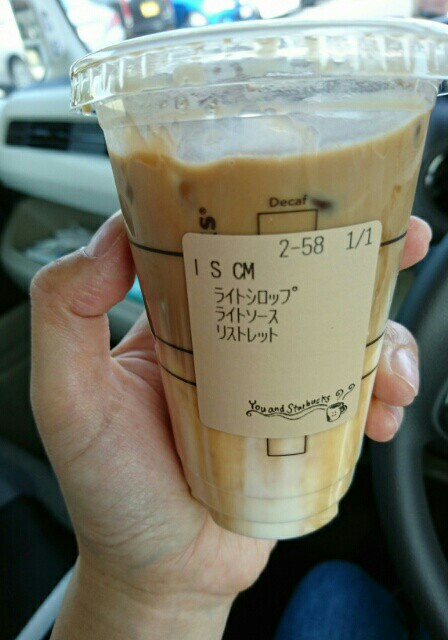 Decaf
2-58 1/1
I S CM
ライトシロップ
ライトソース
リストレット
You and Starbucks